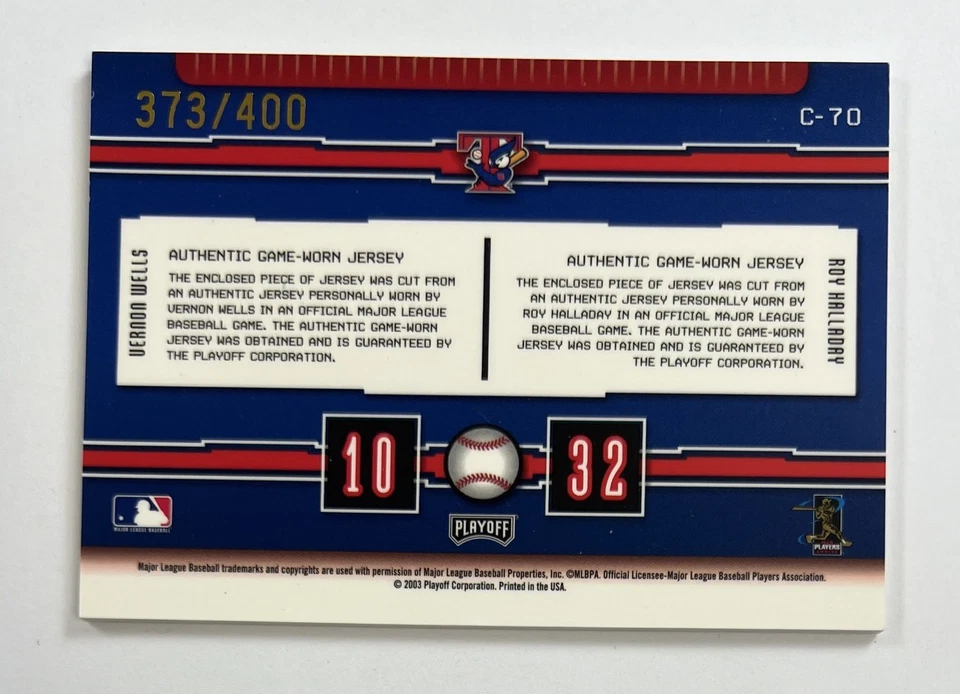 373/400
C-70
T
VERNON WELLS
AUTHENTIC GAME-WORN JERSEY
THE ENCLOSED PIECE OF JERSEY WAS CUT FROM
AN AUTHENTIC JERSEY PERSONALLY WORN BY
VERNON WELLS IN AN OFFICIAL MAJOR LEAGUE
BASEBALL GAME. THE AUTHENTIC GAME-WORN
JERSEY WAS OBTAINED AND IS GUARANTEED BY
THE PLAYOFF CORPORATION.
AUTHENTIC GAME-WORN JERSEY
THE ENCLOSED PIECE OF JERSEY WAS CUT FROM
AN AUTHENTIC JERSEY PERSONALLY WORN BY
ROY HALLADAY IN AN OFFICIAL MAJOR LEAGUE
BASEBALL GAME. THE AUTHENTIC GAME-WORN
JERSEY WAS OBTAINED AND IS GUARANTEED BY
THE PLAYOFF CORPORATION.
ROY HALLADAY
10
32
MAJOR LEAGUE BASEBALL
PLAYOFF
PLAYERS
Major League Baseball trademarks and copyrights are used with permission of Major League Baseball Properties, Inc. ©MLBPA. Official Licensee-Major League Baseball Players Association.
© 2003 Playoff Corporation. Printed in the USA.